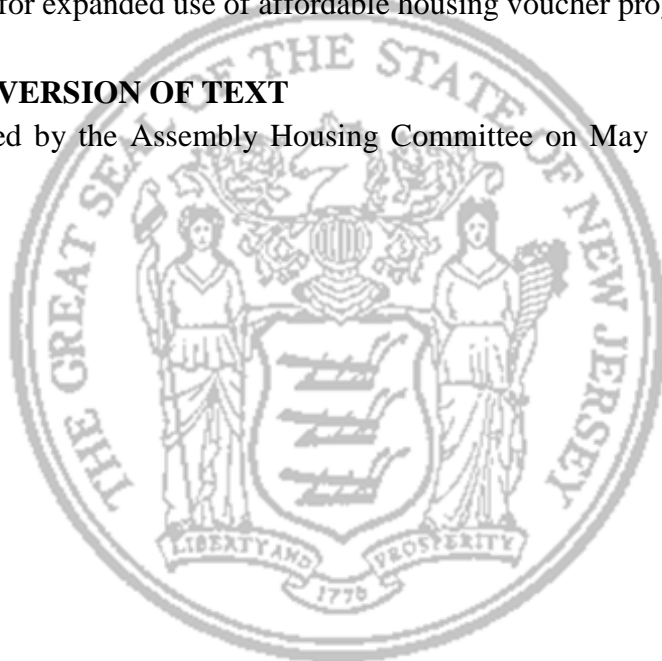 for expanded use of affordable housing voucher pro
VERSION OF TEXT
ed by the Assembly Housing Committee on May
THE GREAT SEAL OF THE STATE OF NEW JERSEY
LIBERTY AND PROSPERITY
1776